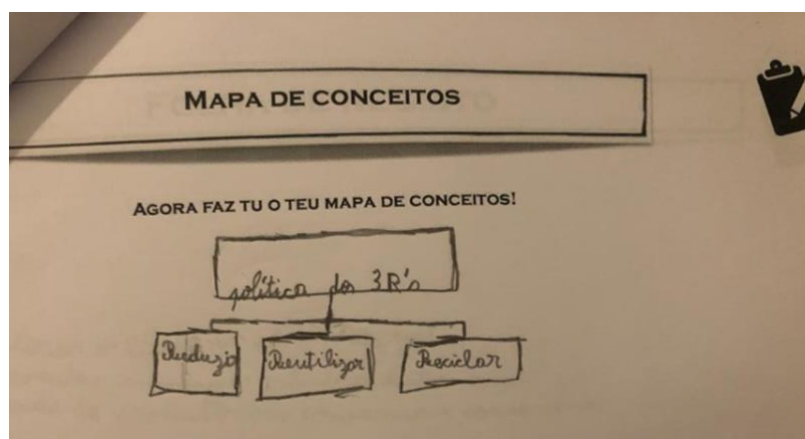 MAPA DE CONCEITOS
AGORA FAZ TU O TEU MAPA DE CONCEITOS!
política dos 3R's
Reduzir Reutilizar Reciclar